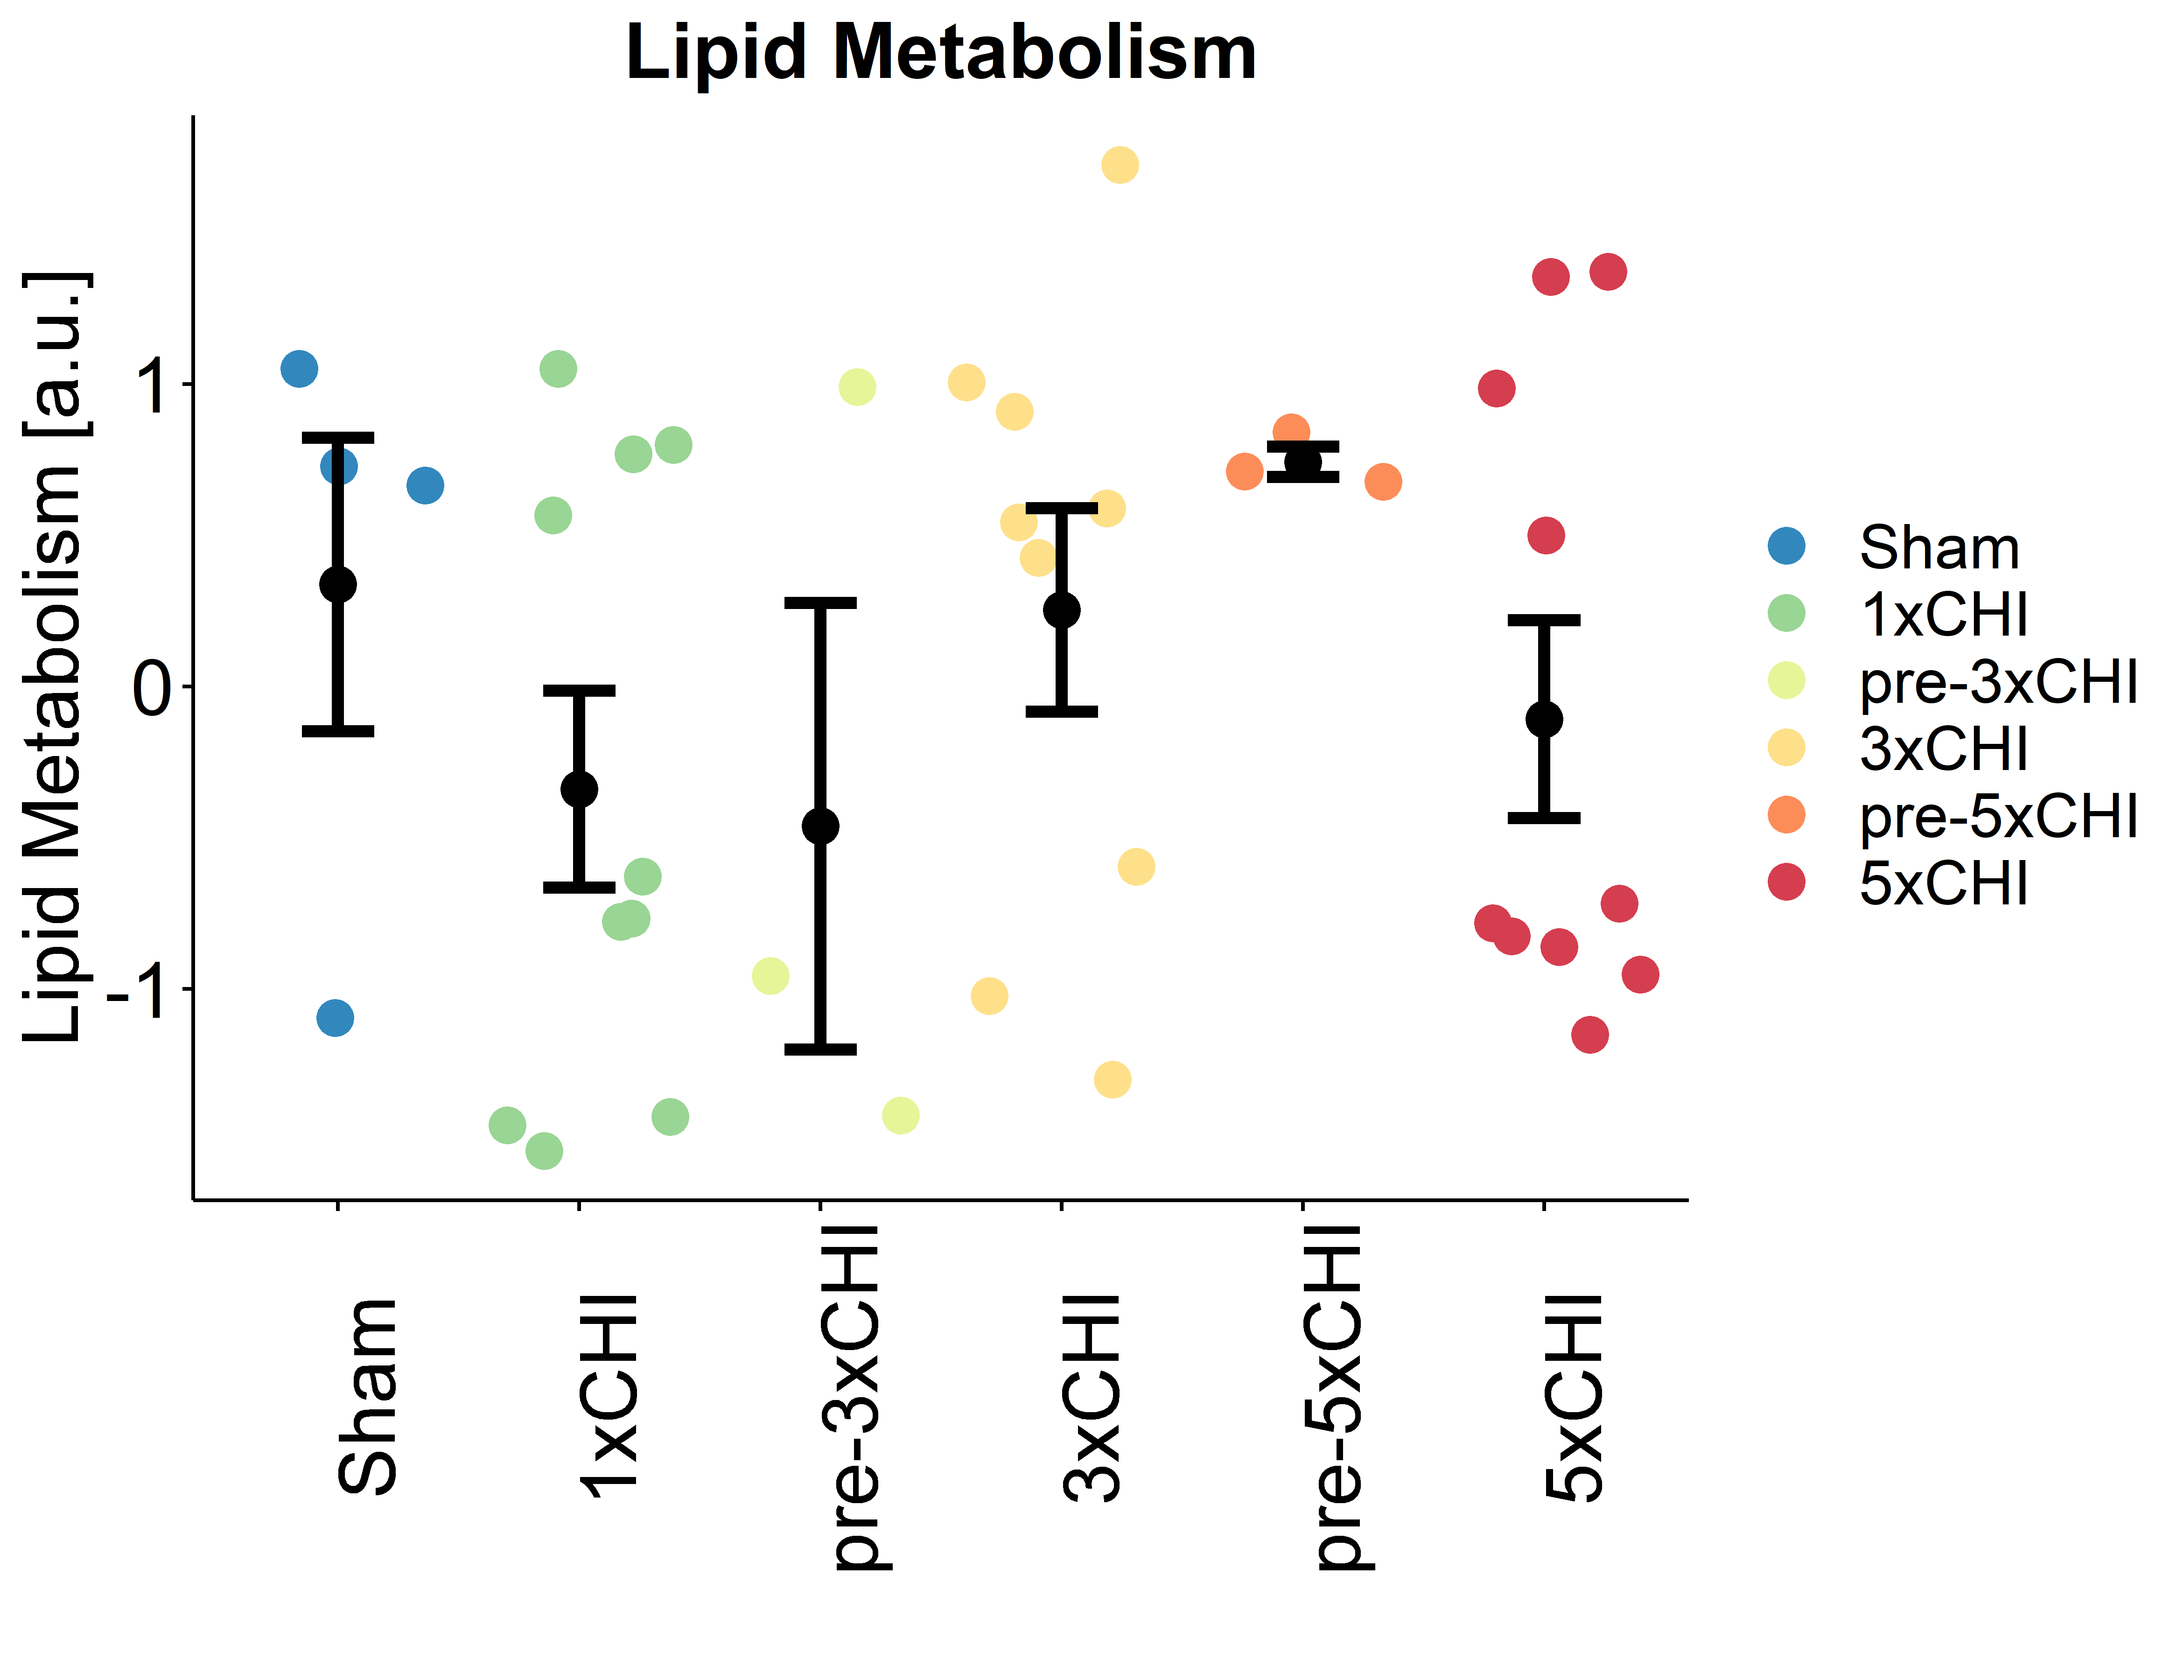 Lipid Metabolism
Lipid Metabolism [a.u.]
1
0
-1
Sham
1xCHI
pre-3xCHI
3xCHI
pre-5xCHI
5xCHI
Sham
1xCHI
pre-3xCHI
3xCHI
pre-5xCHI
5xCHI